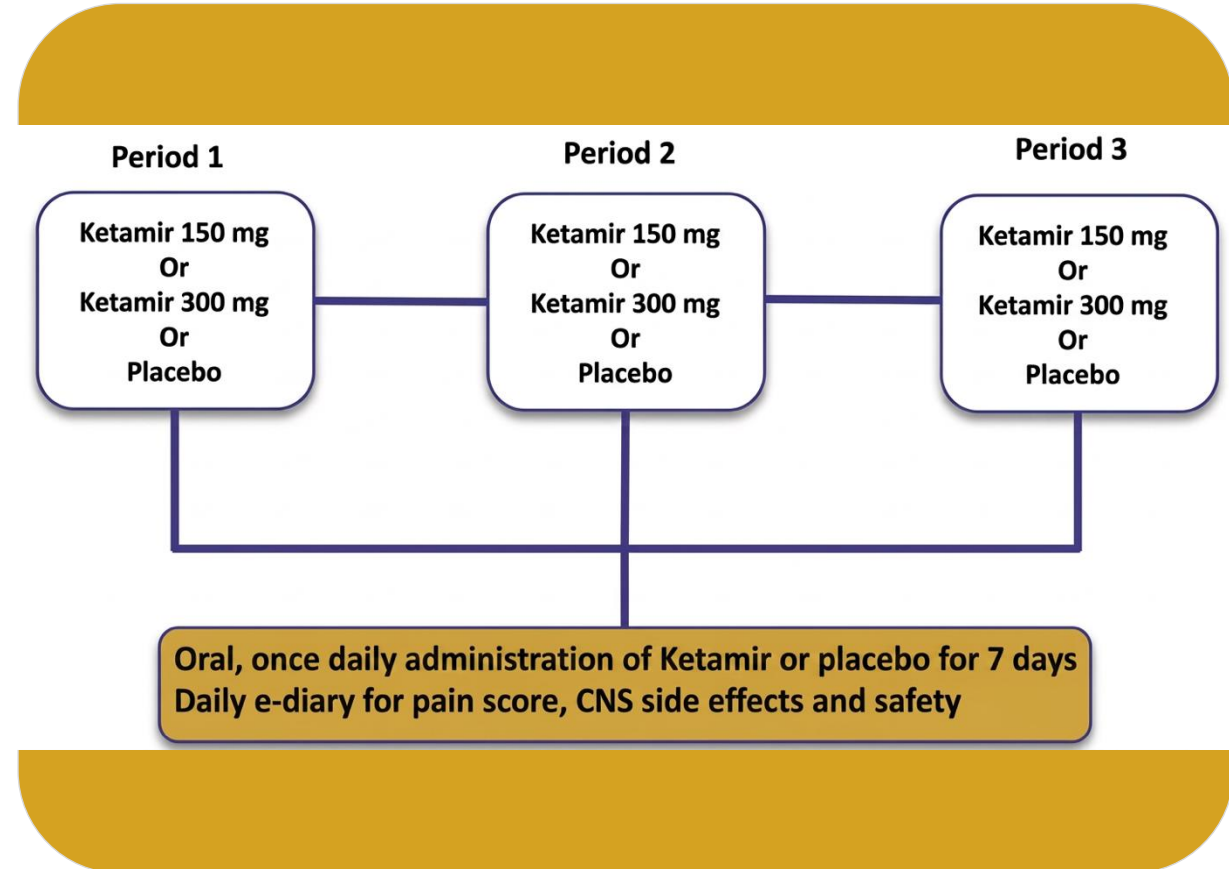 Period 1
Ketamir 150 mg
Or
Ketamir 300 mg
Or
Placebo
Period 2
Ketamir 150 mg
Or
Ketamir 300 mg
Or
Placebo
Period 3
Ketamir 150 mg
Or
Ketamir 300 mg
Or
Placebo
Oral, once daily administration of Ketamir or placebo for 7 days
Daily e-diary for pain score, CNS side effects and safety